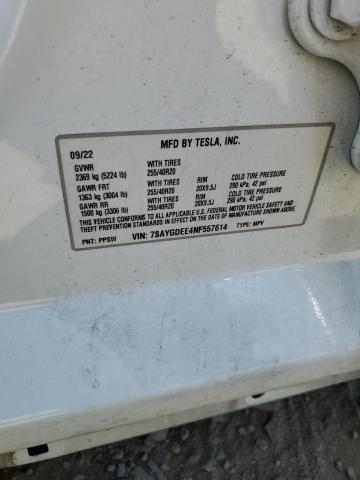 MFD BY TESLA, INC.
09/22
GVWR WITH TIRES
2369 kg (5224 lb) 255/40R20
GAWR FRT WITH TIRES RIM COLD TIRE PRESSURE
1363 kg (3004 lb) 255/40R20 20X9.5J 290 kPa, 42 psi
GAWR RR WITH TIRES RIM COLD TIRE PRESSURE
1500 kg (3306 lb) 255/40R20 20X9.5J 290 kPa, 42 psi
THIS VEHICLE CONFORMS TO ALL APPLICABLE U.S. FEDERAL MOTOR VEHICLE SAFETY AND
THEFT PREVENTION STANDARDS IN EFFECT ON THE DATE OF MANUFACTURE SHOWN ABOVE.
PNT: PPSW VIN: 7SAYGDEE4NF557614 TYPE: MPV